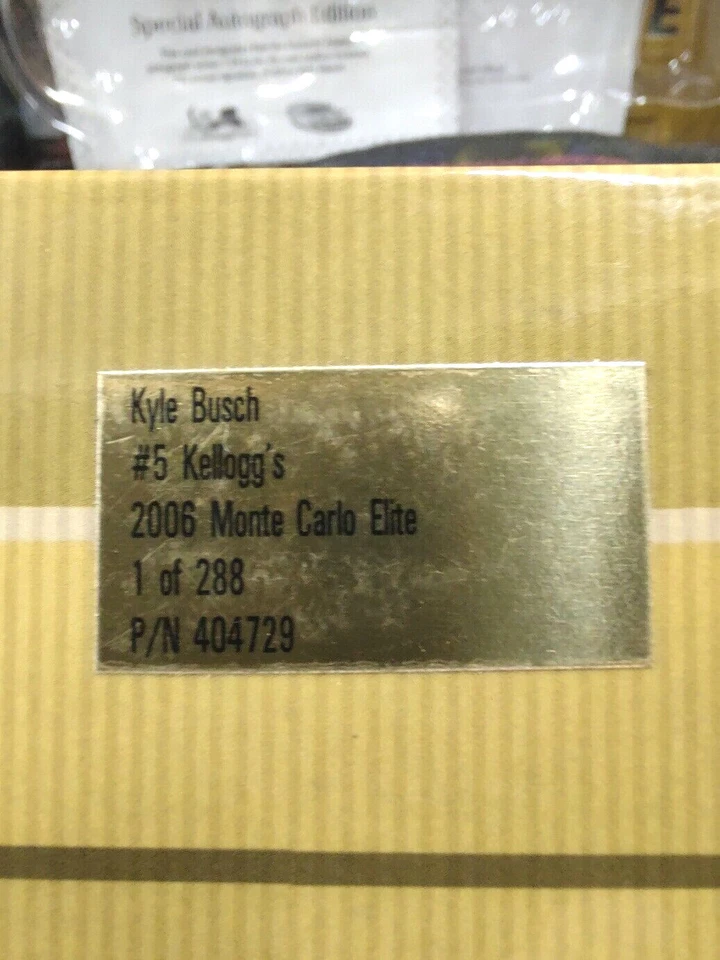 Special Autograph Edition
E
Kyle Busch
#5 Kellogg's
2006 Monte Carlo Elite
1 of 288
P/N 404729